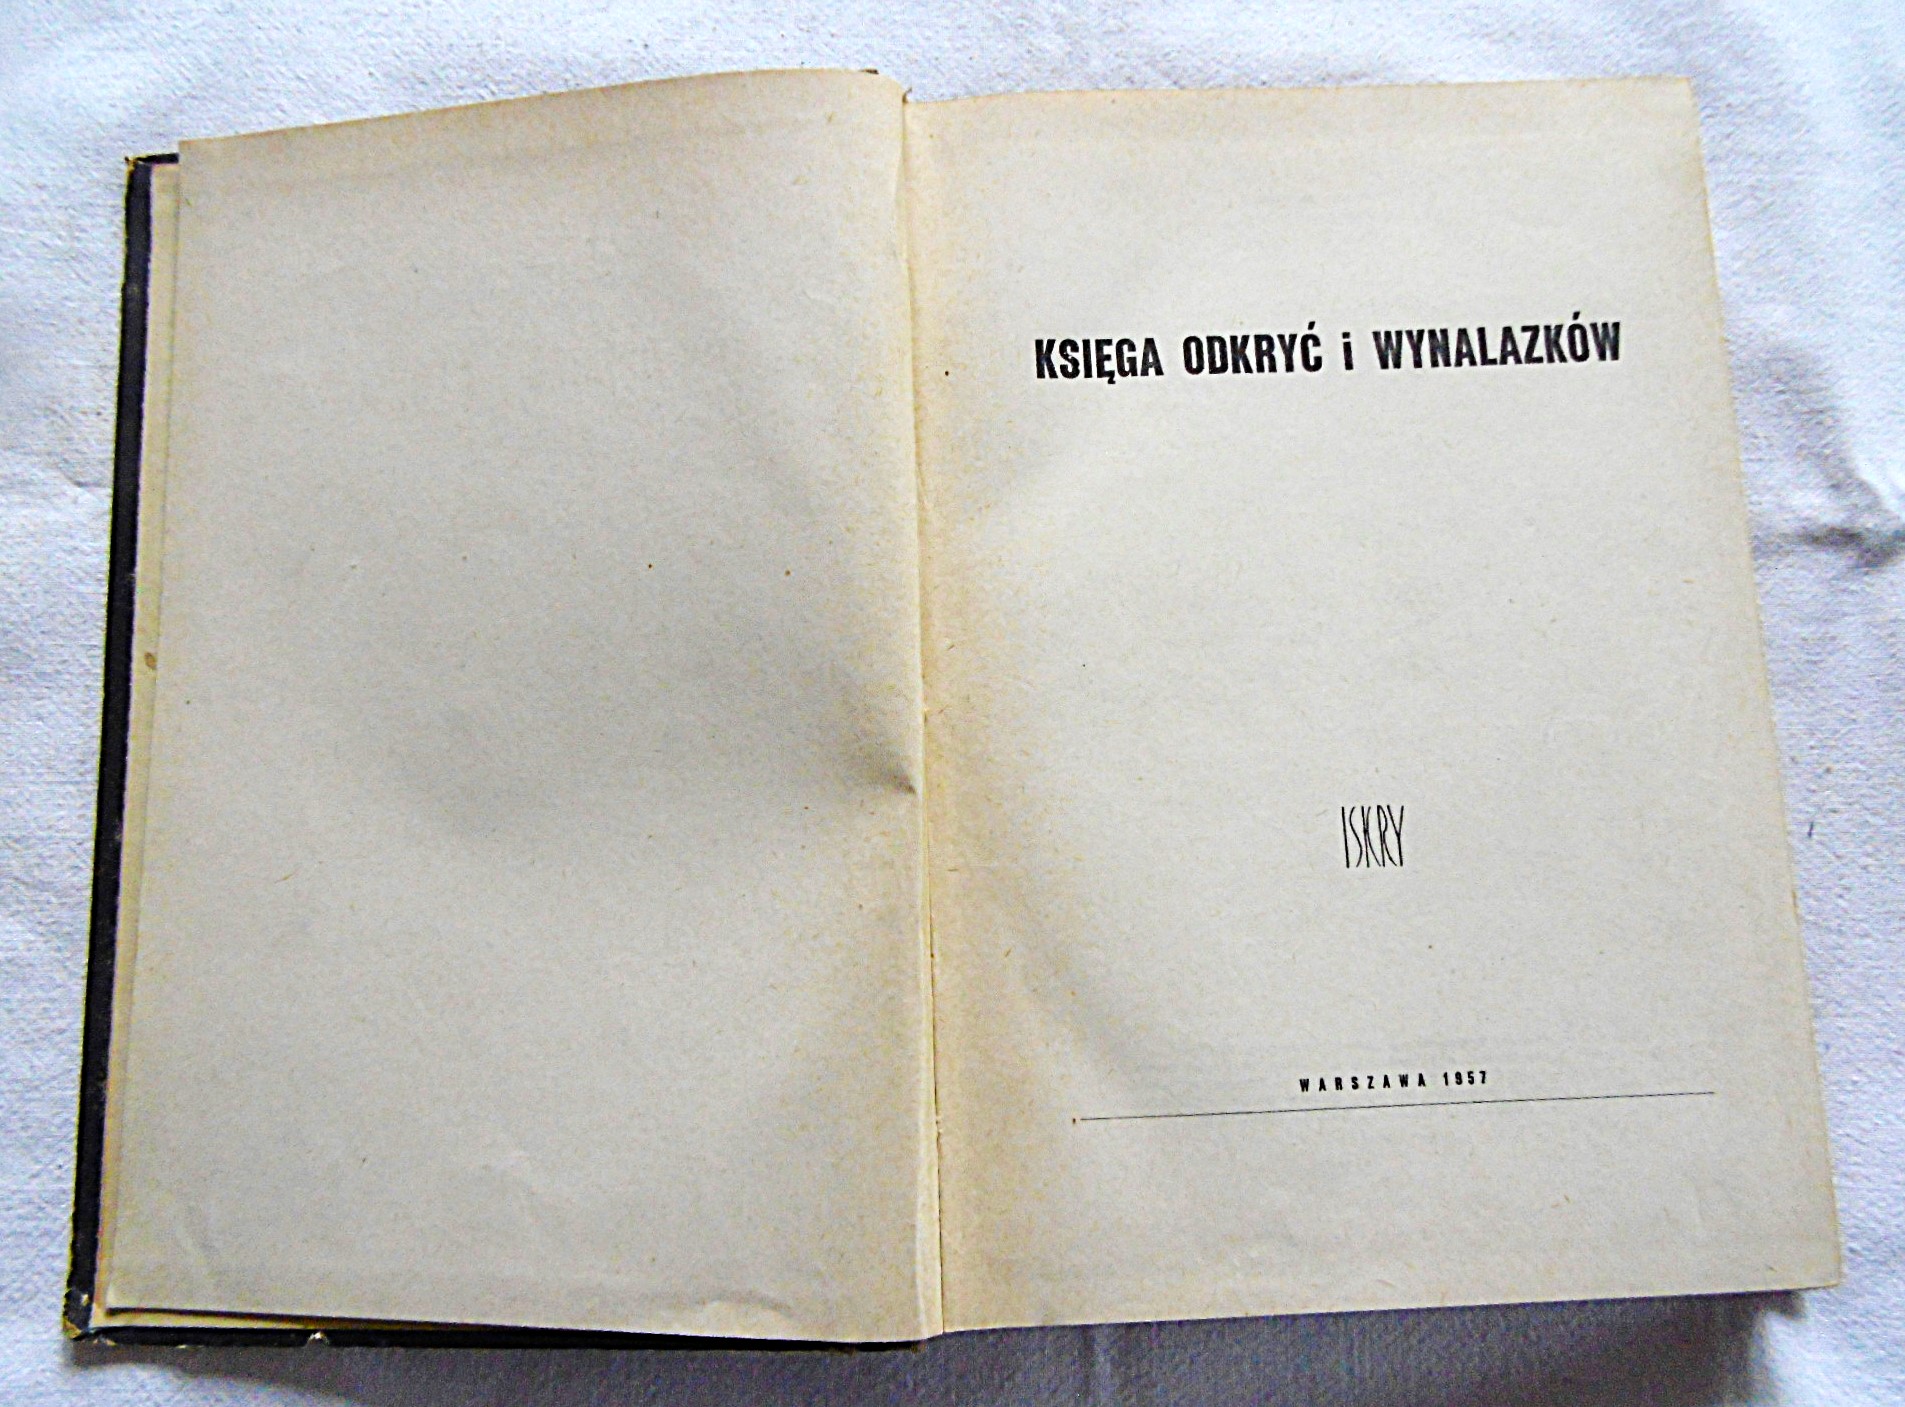 KSIĘGA ODKRYĆ i WYNALAZKÓW
ISKRY
WARSZAWA 1957